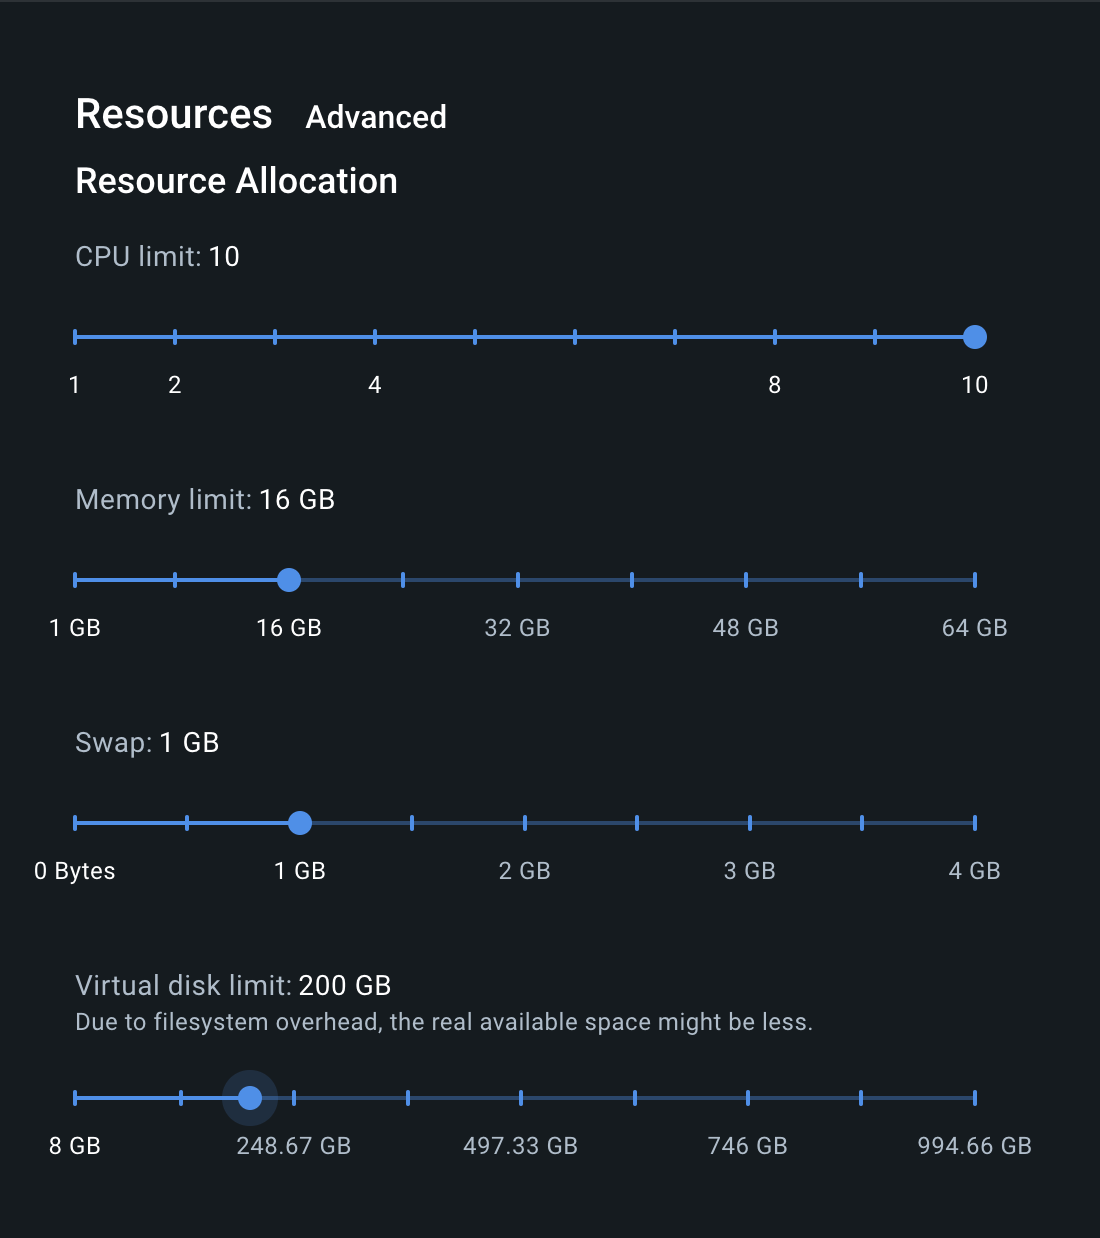 Resources Advanced
Resource Allocation
CPU limit: 10
1 2 4 8 10
Memory limit: 16 GB
1 GB 16 GB 32 GB 48 GB 64 GB
Swap: 1 GB
0 Bytes 1 GB 2 GB 3 GB 4 GB
Virtual disk limit: 200 GB
Due to filesystem overhead, the real available space might be less.
8 GB 248.67 GB 497.33 GB 746 GB 994.66 GB